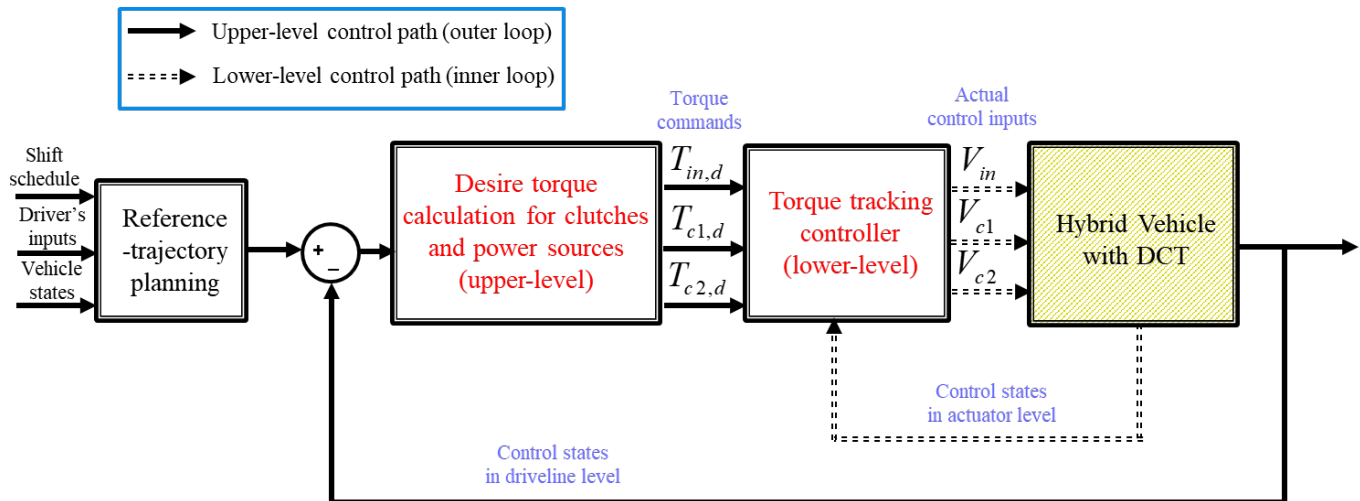 Upper-level control path (outer loop)
Lower-level control path (inner loop)
Shift
schedule
Driver's
inputs
Vehicle
states
Reference
-trajectory
planning
+
−
Desire torque
calculation for clutches
and power sources
(upper-level)
Torque
commands
T_{in,d}
T_{c1,d}
T_{c2,d}
Torque tracking
controller
(lower-level)
Actual
control inputs
V_{in}
V_{c1}
V_{c2}
Hybrid Vehicle
with DCT
Control states
in actuator level
Control states
in driveline level